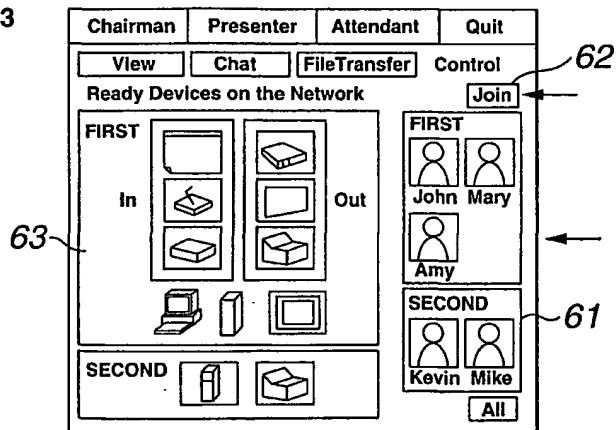 3
Chairman Presenter Attendant Quit
View Chat FileTransfer Control
62
Ready Devices on the Network Join
FIRST FIRST
In Out
John Mary
63
Amy
SECOND
61
SECOND
Kevin Mike
All